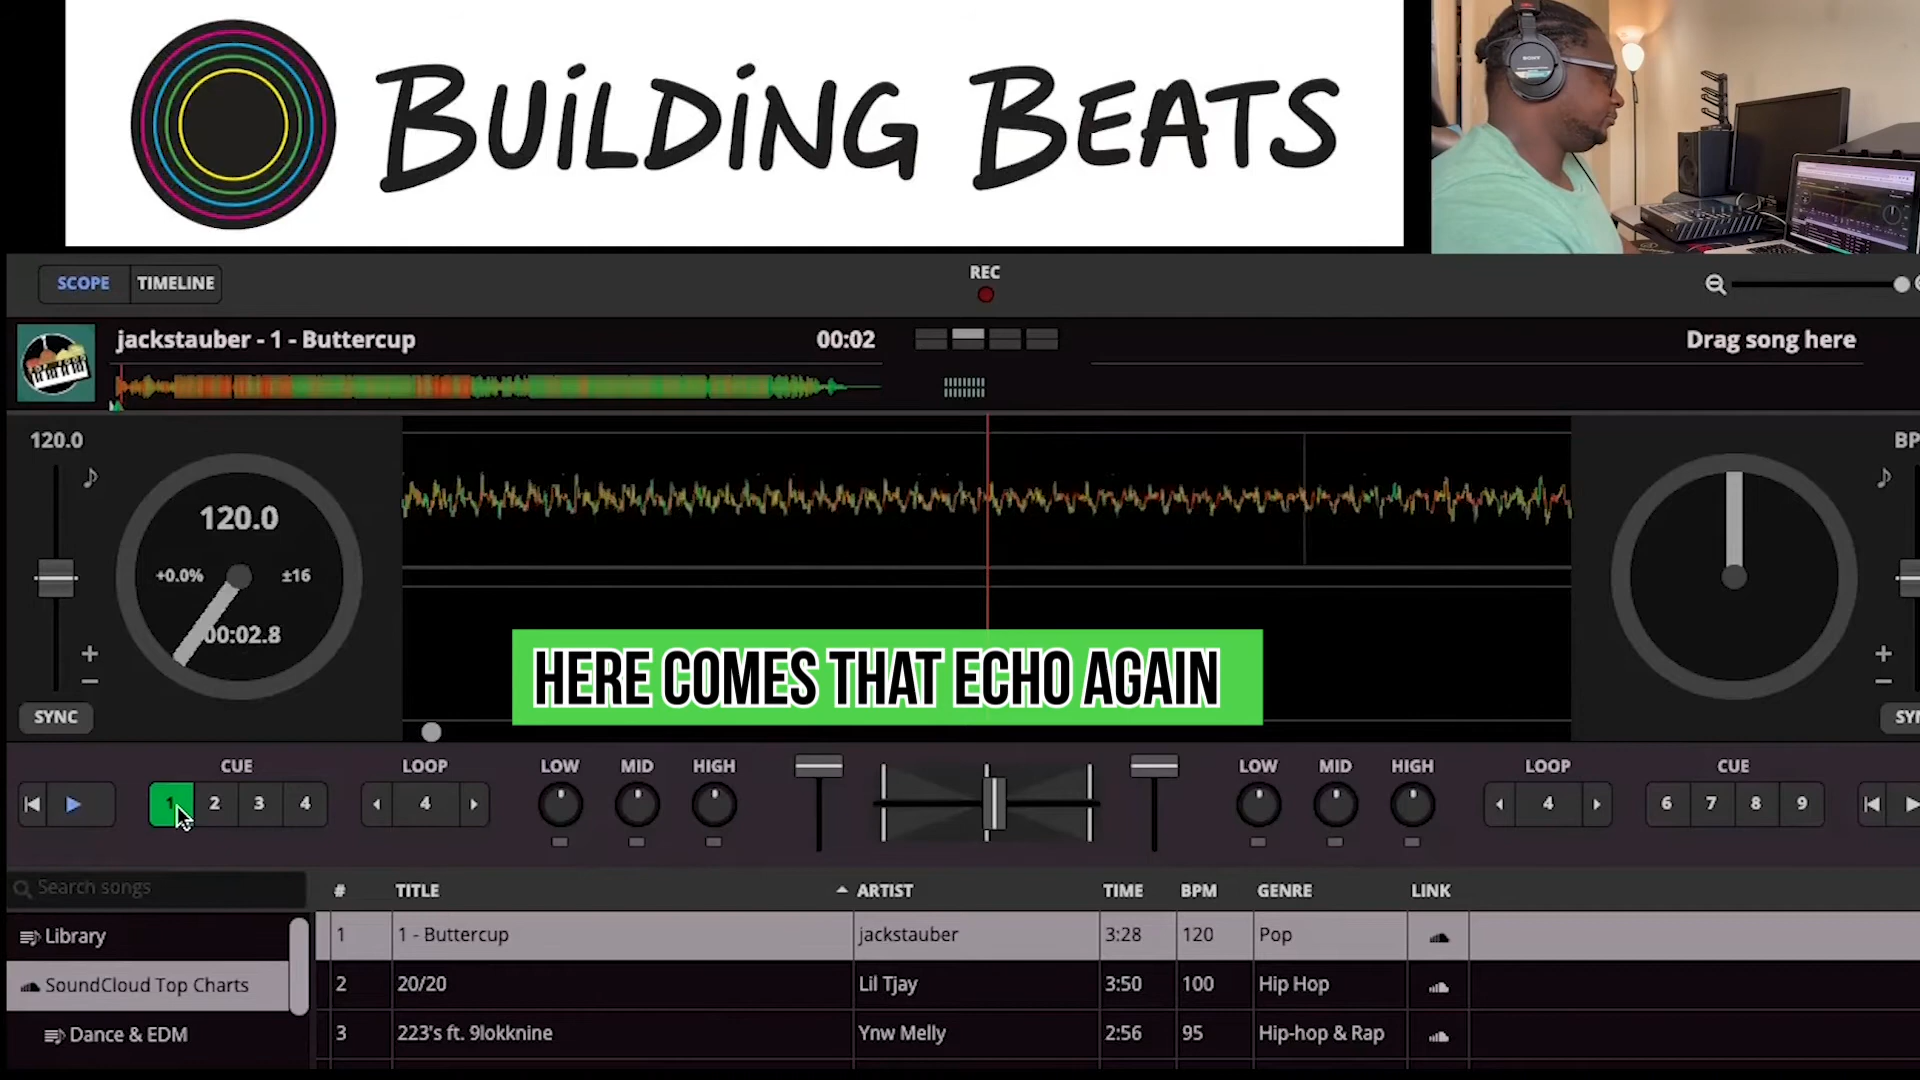 BUiLDiNG BEATS
SONY
SCOPE TIMELINE
REC
jackstauber - 1 - Buttercup 00:02
Drag song here
120.0
120.0
+0.0% ±16
00:02.8
+
−
SYNC
HERE COMES THAT ECHO AGAIN
BP
+
−
SYN
CUE LOOP LOW MID HIGH LOW MID HIGH LOOP CUE
1 2 3 4 4 4 6 7 8 9
Search songs
# TITLE ARTIST TIME BPM GENRE LINK
Library
SoundCloud Top Charts
Dance & EDM
1 1 - Buttercup jackstauber 3:28 120 Pop
2 20/20 Lil Tjay 3:50 100 Hip Hop
3 223's ft. 9lokknine Ynw Melly 2:56 95 Hip-hop & Rap